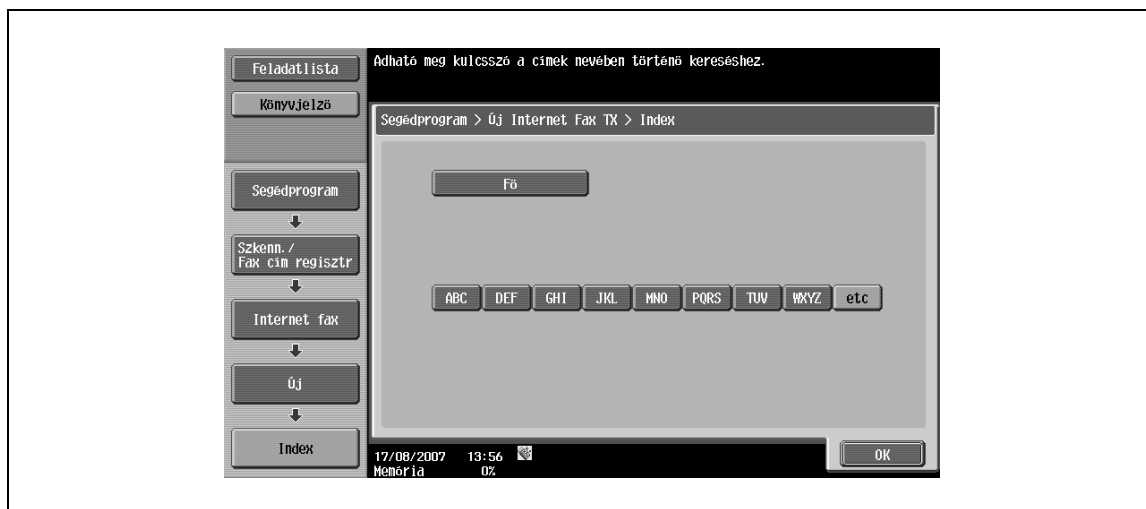 Feladatlista
Könyvjelző
Adható meg kulcsszó a címek nevében történő kereséshez.
Segédprogram > Új Internet Fax TX > Index
Segédprogram
Szkenn./
Fax cím regisztr
Internet fax
Új
Index
Fő
ABC DEF GHI JKL MNO PQRS TUV WXYZ etc
17/08/2007 13:56
Memória 0%
OK